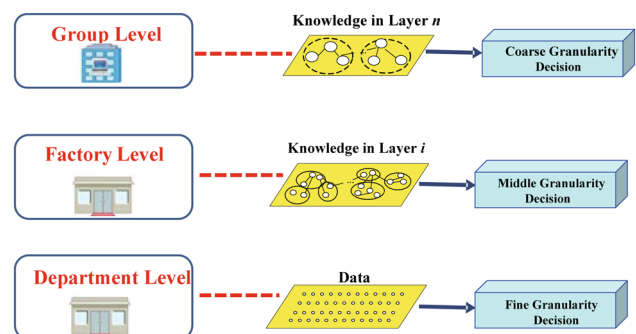 Group Level
Knowledge in Layer n
Coarse Granularity
Decision
Factory Level
Knowledge in Layer i
Middle Granularity
Decision
Department Level
Data
Fine Granularity
Decision